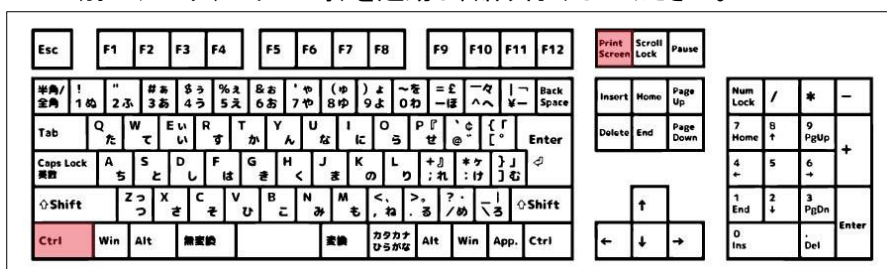 Esc F1 F2 F3 F4 F5 F6 F7 F8 F9 F10 F11 F12 Print Screen Scroll Lock Pause
半角/全角 ! 1 ぬ " 2 ふ # ぁ 3 あ $ ぅ 4 う % ぇ 5 え & ぉ 6 お ' ゃ 7 や ( ゅ 8 ゆ ) ょ 9 よ ~ を 0 わ = £ - ほ ¯ 々 ^ へ | ¬ ¥ ー Back Space Insert Home Page Up Num Lock / * −
Tab Q た W て E ぃ い R す T か Y ん U な I に O ら P 『 せ ` ¢ @ ゛ { 「 [ ゜ Enter Delete End Page Down 7 Home 8 ↑ 9 PgUp +
Caps Lock 英数 A ち S と D し F は G き H く J ま K の L り + 』 ; れ * ヶ : け } 」 ] む 4 ← 5 6 →
⇧Shift Z っ つ X さ C そ V ひ B こ N み M も < 、 , ね > 。 . る ? ・ / め _ | \ ろ ⇧Shift ↑ 1 End 2 ↓ 3 PgDn Enter
Ctrl Win Alt 無変換 変換 カタカナ ひらがな Alt Win App. Ctrl ← ↓ → 0 Ins . Del